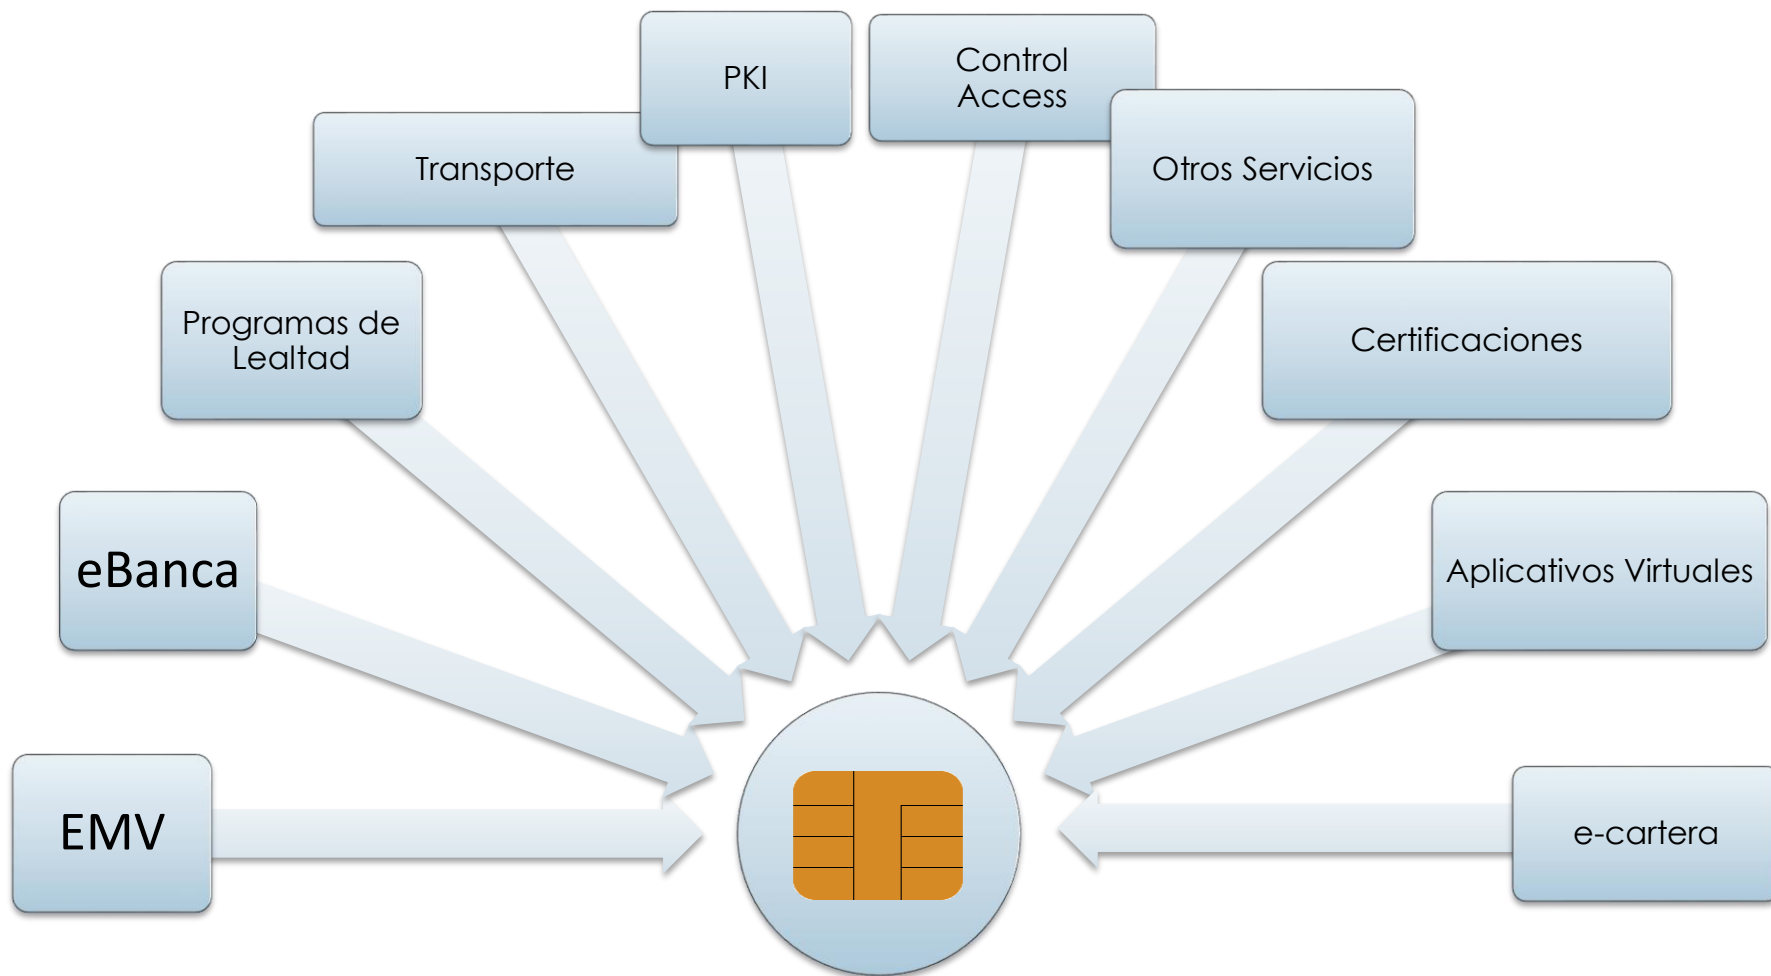 PKI
Control
Access
Transporte
Otros Servicios
Programas de
Lealtad
Certificaciones
eBanca
Aplicativos Virtuales
EMV
e-cartera